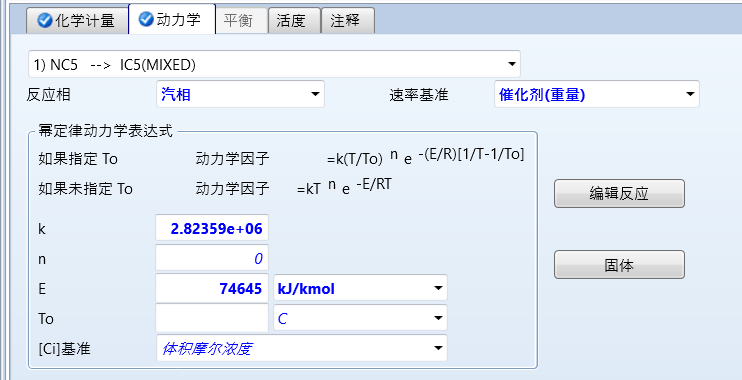 化学计量 动力学 平衡 活度 注释
1) NC5 --> IC5(MIXED)
反应相 汽相 速率基准 催化剂(重量)
幂定律动力学表达式
如果指定 To 动力学因子 =k(T/To) n e -(E/R)[1/T-1/To]
如果未指定 To 动力学因子 =kT n e -E/RT
编辑反应
k 2.82359e+06
n 0
固体
E 74645 kJ/kmol
To C
[Ci]基准 体积摩尔浓度